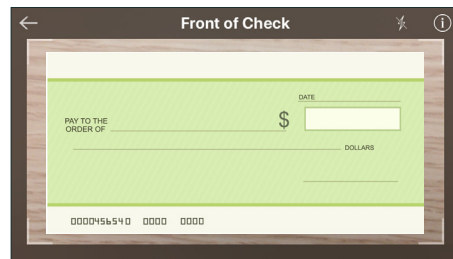 Front of Check
DATE
PAY TO THE
ORDER OF
$
DOLLARS
0000456540 0000 0000